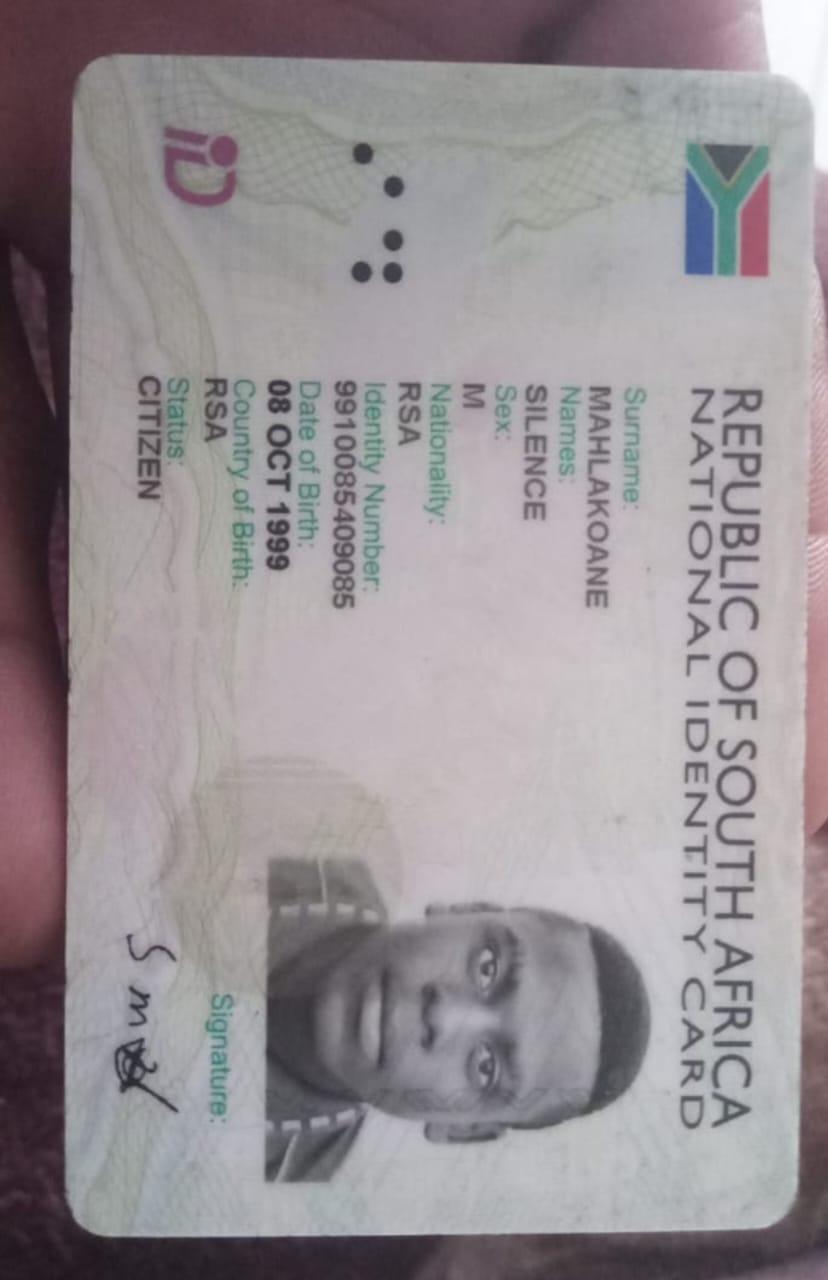 REPUBLIC OF SOUTH AFRICA
NATIONAL IDENTITY CARD
Surname:
MAHLAKOANE
Names:
SILENCE
Sex:
M
Nationality:
RSA
Identity Number:
9910085409085
Date of Birth:
08 OCT 1999
Country of Birth:
RSA
Status:
CITIZEN
Signature:
iD